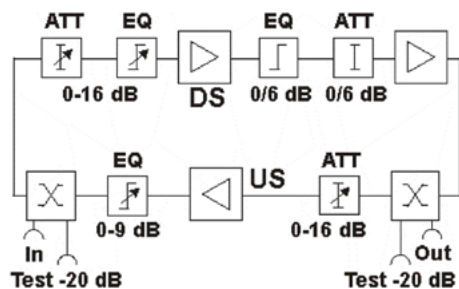 ATT EQ EQ ATT
0-16 dB DS 0/6 dB 0/6 dB
EQ US ATT
0-9 dB 0-16 dB
In Out
Test -20 dB Test -20 dB